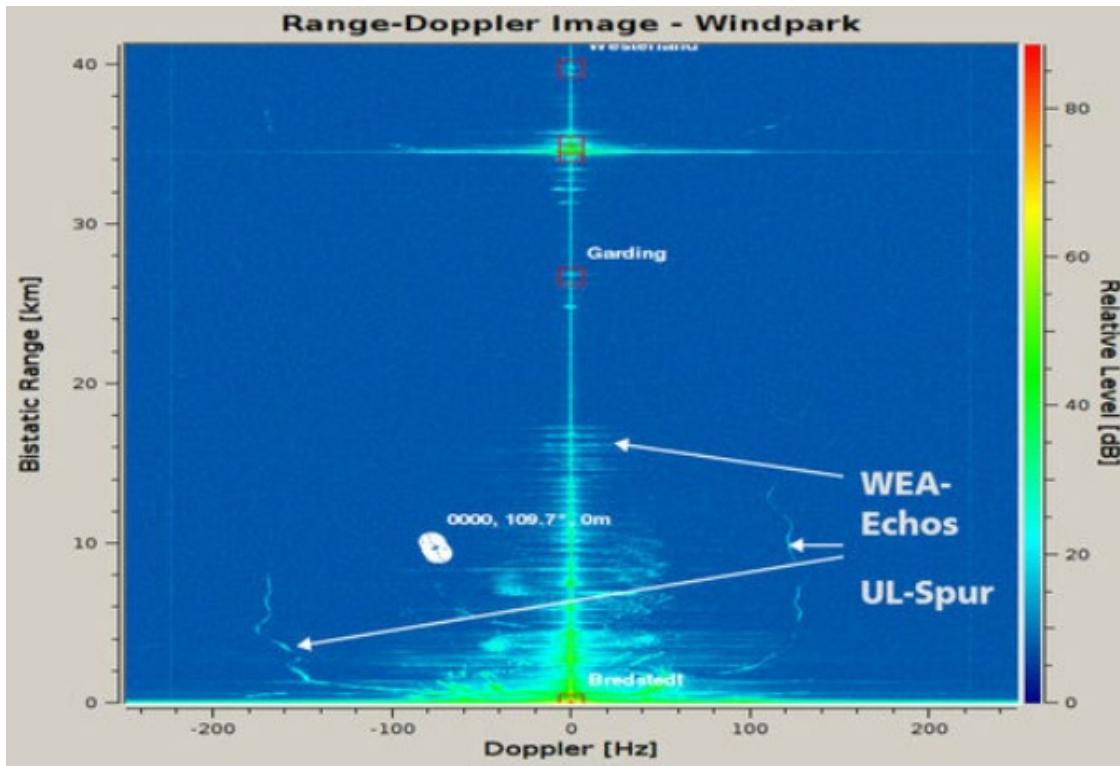 Range-Doppler Image - Windpark
Westerland
40
30
20
10
0
Bistatic Range [km]
Garding
0000, 109.7°, 0m
Bredstedt
WEA-
Echos
UL-Spur
-200
-100
0
100
200
Doppler [Hz]
80
60
40
20
0
Relative Level [dB]